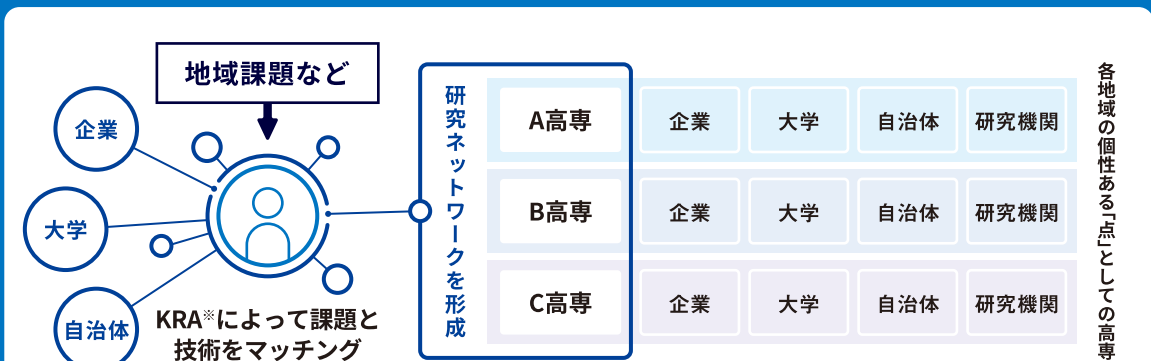 地域課題など
企業
大学
自治体
KRA※によって課題と
技術をマッチング
研究ネットワークを形成
A高専
企業
大学
自治体
研究機関
B高専
企業
大学
自治体
研究機関
C高専
企業
大学
自治体
研究機関
各地域の個性ある「点」としての高専